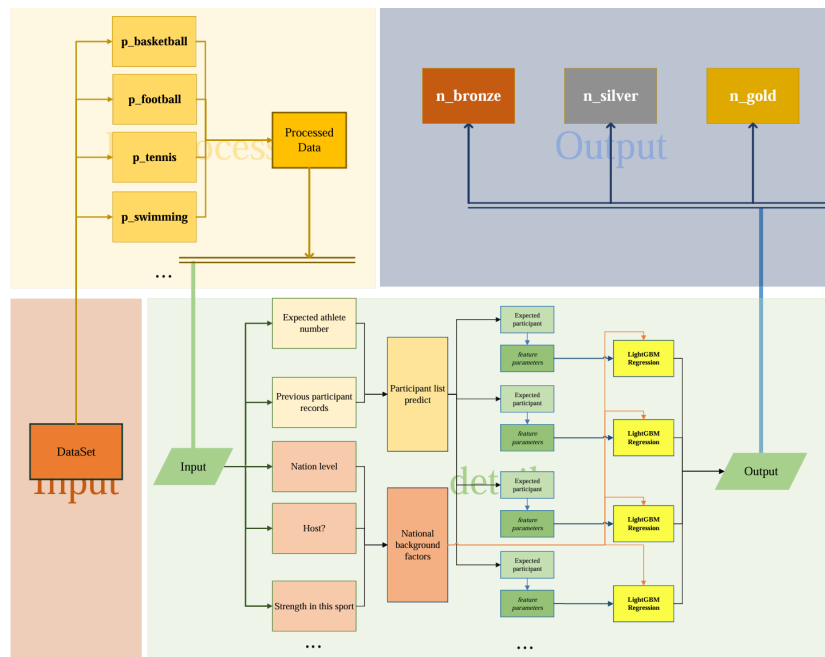 p_basketball
p_football
p_tennis
p_swimming
...
Processed
Data
n_bronze
n_silver
n_gold
Output
DataSet
Input
Input
Expected athlete
number
Previous participant
records
Nation level
Host?
Strength in this sport
...
Participant list
predict
National
background
factors
Expected
participant
feature
parameters
Expected
participant
feature
parameters
Expected
participant
feature
parameters
Expected
participant
feature
parameters
...
LightGBM
Regression
LightGBM
Regression
LightGBM
Regression
LightGBM
Regression
Output